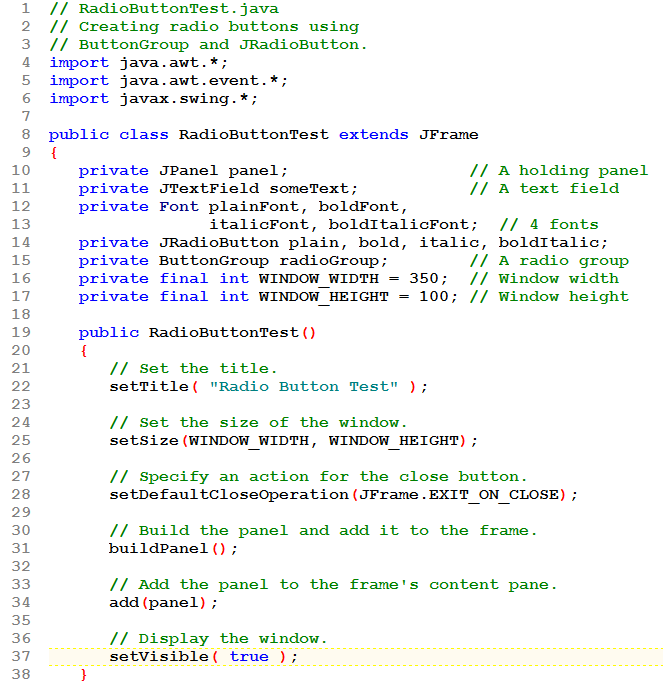 1 // RadioButtonTest.java
2 // Creating radio buttons using
3 // ButtonGroup and JRadioButton.
4 import java.awt.*;
5 import java.awt.event.*;
6 import javax.swing.*;
7
8 public class RadioButtonTest extends JFrame
9 {
10    private JPanel panel;                  // A holding panel
11    private JTextField someText;           // A text field
12    private Font plainFont, boldFont,
13                 italicFont, boldItalicFont;  // 4 fonts
14    private JRadioButton plain, bold, italic, boldItalic;
15    private ButtonGroup radioGroup;        // A radio group
16    private final int WINDOW_WIDTH = 350;  // Window width
17    private final int WINDOW_HEIGHT = 100; // Window height
18
19    public RadioButtonTest()
20    {
21       // Set the title.
22       setTitle( "Radio Button Test" );
23
24       // Set the size of the window.
25       setSize(WINDOW_WIDTH, WINDOW_HEIGHT);
26
27       // Specify an action for the close button.
28       setDefaultCloseOperation(JFrame.EXIT_ON_CLOSE);
29
30       // Build the panel and add it to the frame.
31       buildPanel();
32
33       // Add the panel to the frame's content pane.
34       add(panel);
35
36       // Display the window.
37       setVisible( true );
38    }